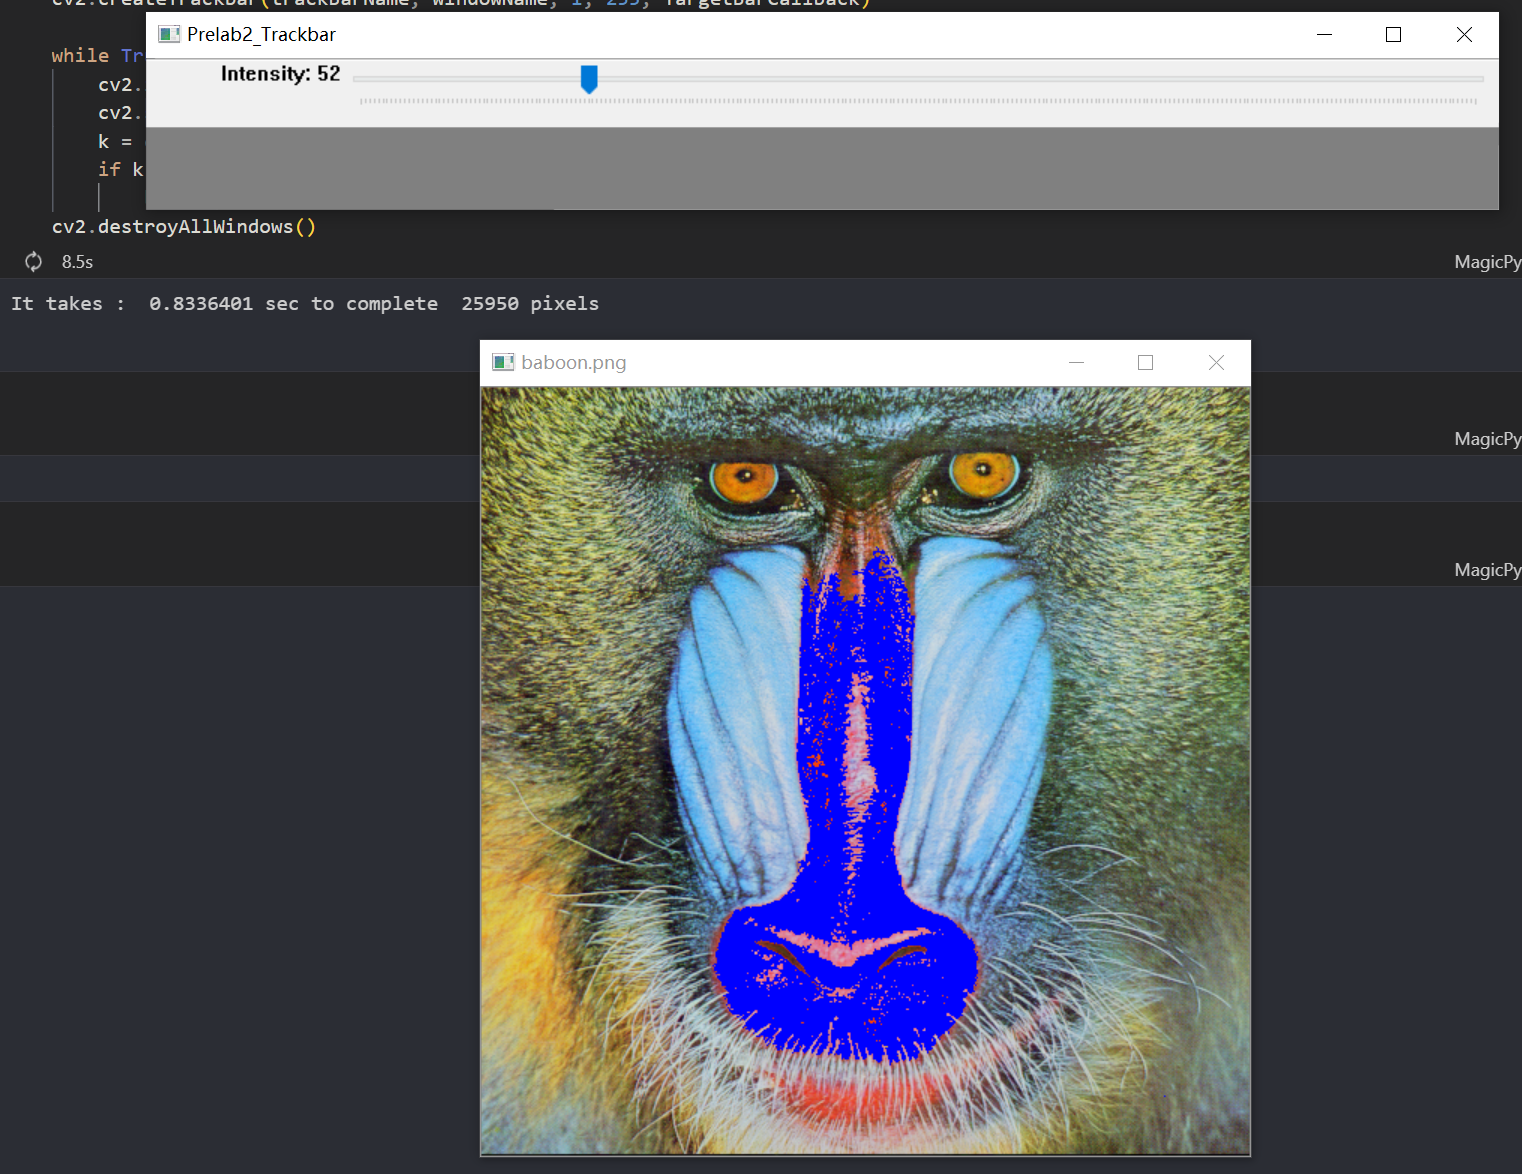 cv2.createTrackbar(trackbarName, windowName, 1, 255, TargetBarCallback)
Prelab2_Trackbar
while Tr
Intensity: 52
cv2.
cv2.
k =
if k
cv2.destroyAllWindows()
8.5s
MagicPy
It takes :  0.8336401 sec to complete  25950 pixels
baboon.png
MagicPy
MagicPy